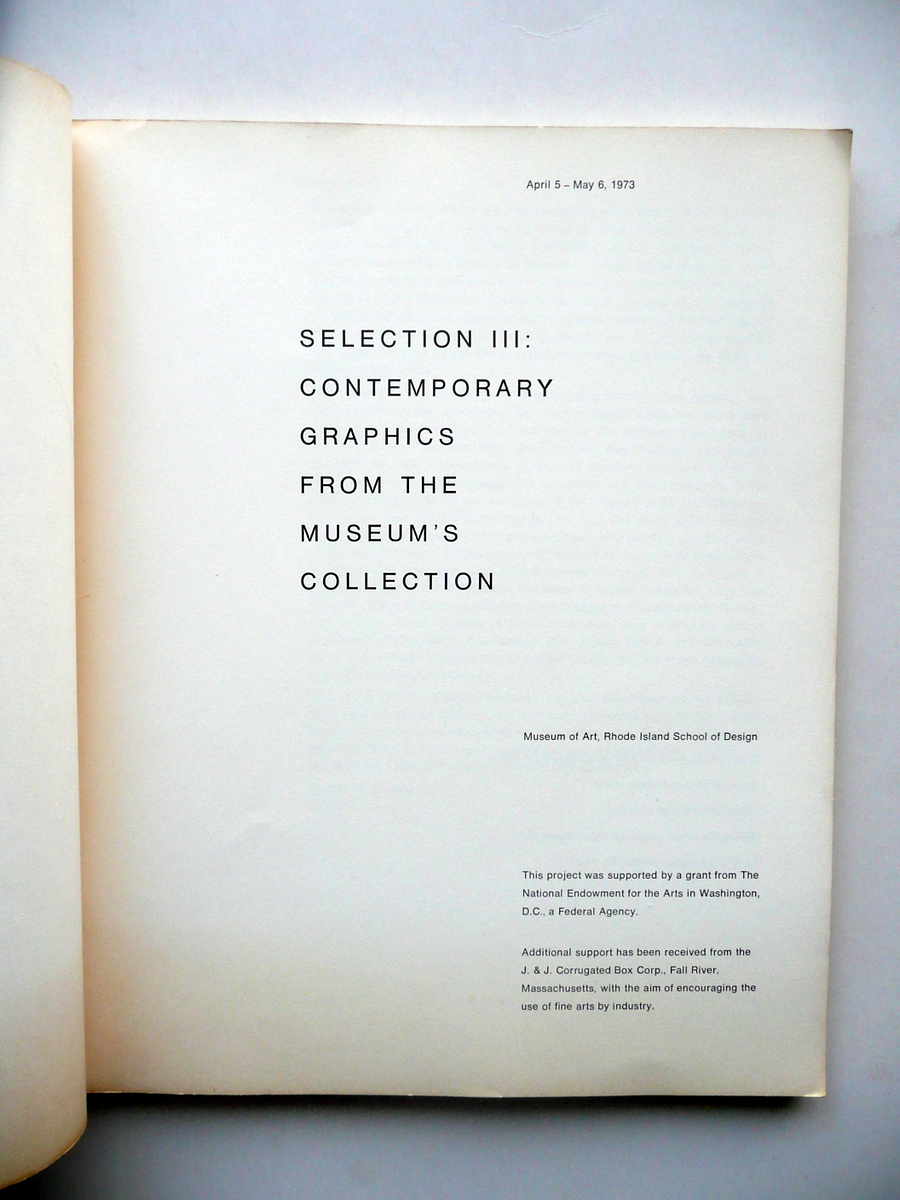 April 5 – May 6, 1973
SELECTION III:
CONTEMPORARY
GRAPHICS
FROM THE
MUSEUM'S
COLLECTION
Museum of Art, Rhode Island School of Design
This project was supported by a grant from The
National Endowment for the Arts in Washington,
D.C., a Federal Agency.
Additional support has been received from the
J. & J. Corrugated Box Corp., Fall River,
Massachusetts, with the aim of encouraging the
use of fine arts by industry.